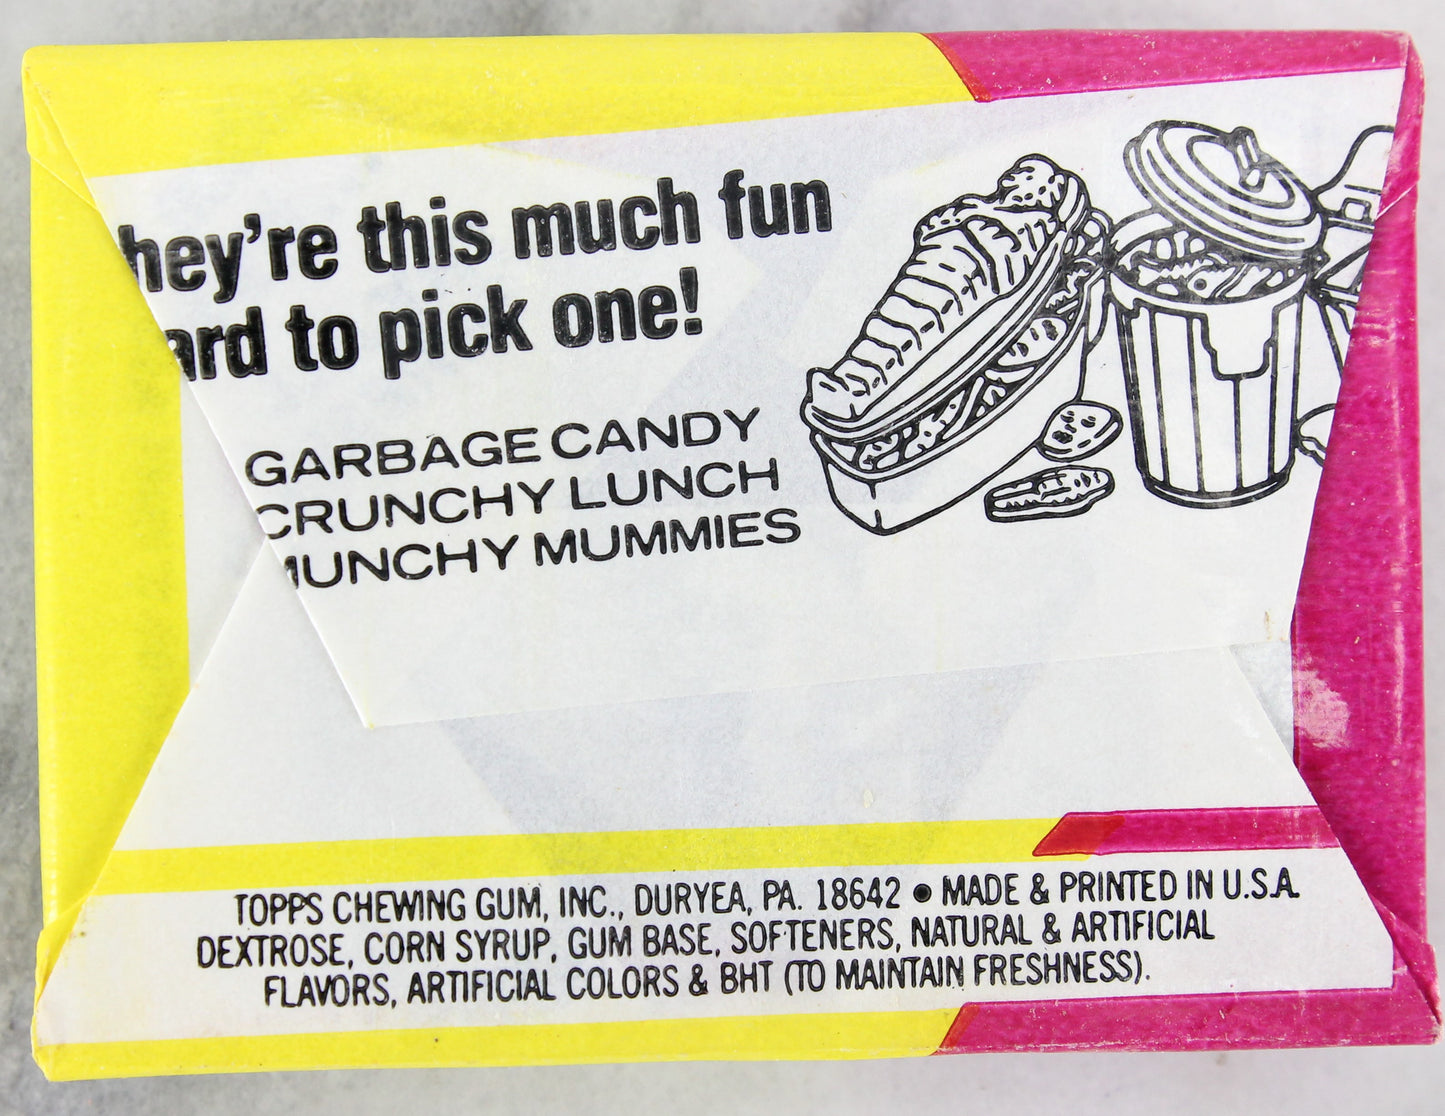 hey're this much fun
ard to pick one!
GARBAGE CANDY
CRUNCHY LUNCH
MUNCHY MUMMIES
TOPPS CHEWING GUM, INC., DURYEA, PA. 18642 • MADE & PRINTED IN U.S.A.
DEXTROSE, CORN SYRUP, GUM BASE, SOFTENERS, NATURAL & ARTIFICIAL
FLAVORS, ARTIFICIAL COLORS & BHT (TO MAINTAIN FRESHNESS).